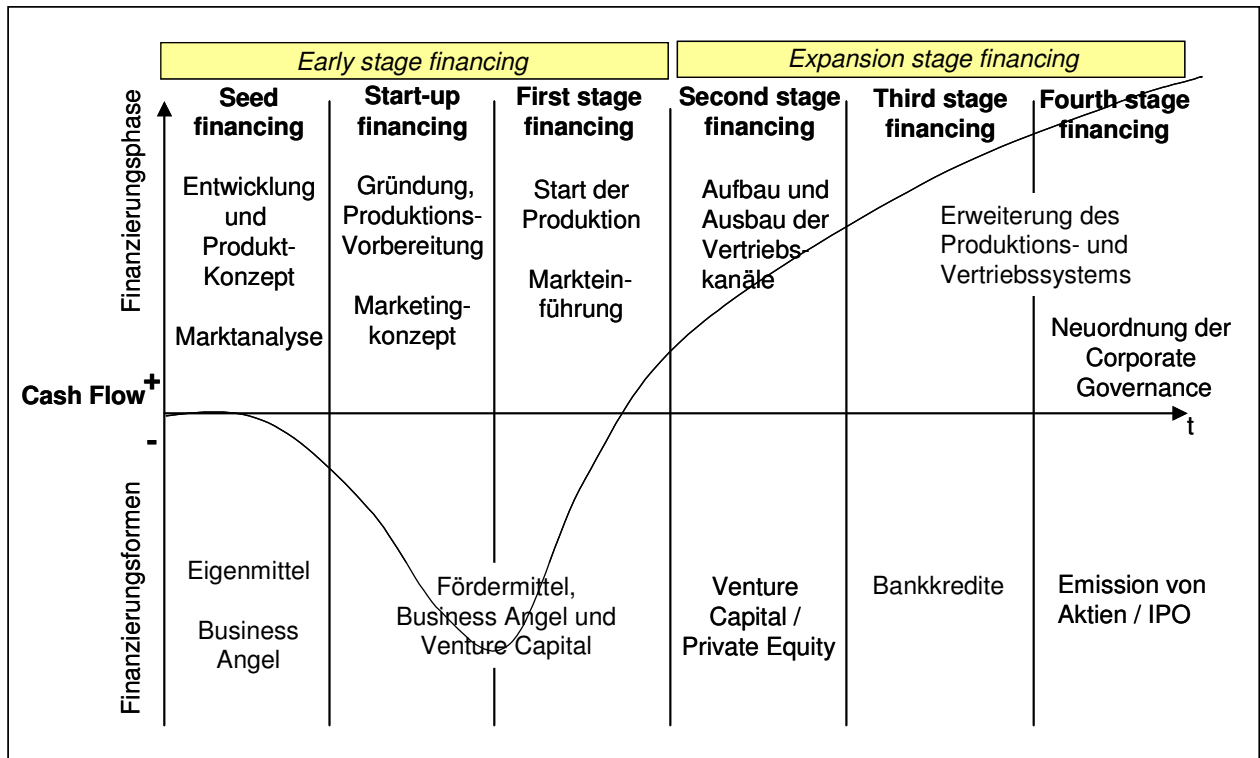 Early stage financing
Expansion stage financing
Seed
financing
Start-up
financing
First stage
financing
Second stage
financing
Third stage
financing
Fourth stage
financing
Finanzierungsphase
Entwicklung
und
Produkt-
Konzept
Marktanalyse
Gründung,
Produktions-
Vorbereitung
Marketing-
konzept
Start der
Produktion
Marktein-
führung
Aufbau und
Ausbau der
Vertriebs-
kanäle
Erweiterung des
Produktions- und
Vertriebssystems
Neuordnung der
Corporate
Governance
Cash Flow
+
-
t
Finanzierungsformen
Eigenmittel
Business
Angel
Fördermittel,
Business Angel und
Venture Capital
Venture
Capital /
Private Equity
Bankkredite
Emission von
Aktien / IPO